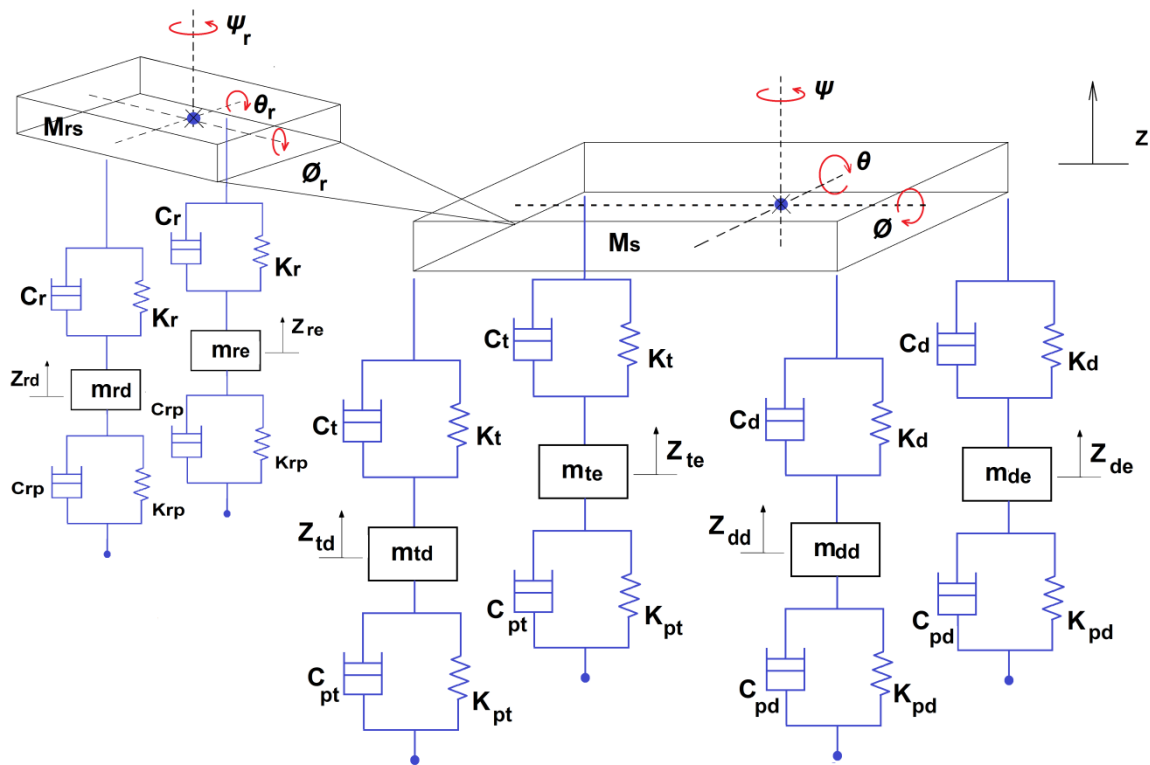 Ψr
Mrs
θr
Ør
Ψ
θ
Ø
Z
Ms
Cr
Kr
Cr
Kr
mre
Zre
Zrd
mrd
Crp
Krp
Crp
Krp
Ct
Kt
Ct
Kt
Cd
Kd
Cd
Kd
mte
Zte
mde
Zde
Ztd
mtd
Zdd
mdd
Cpt
Kpt
Cpd
Kpd
Cpt
Kpt
Cpd
Kpd